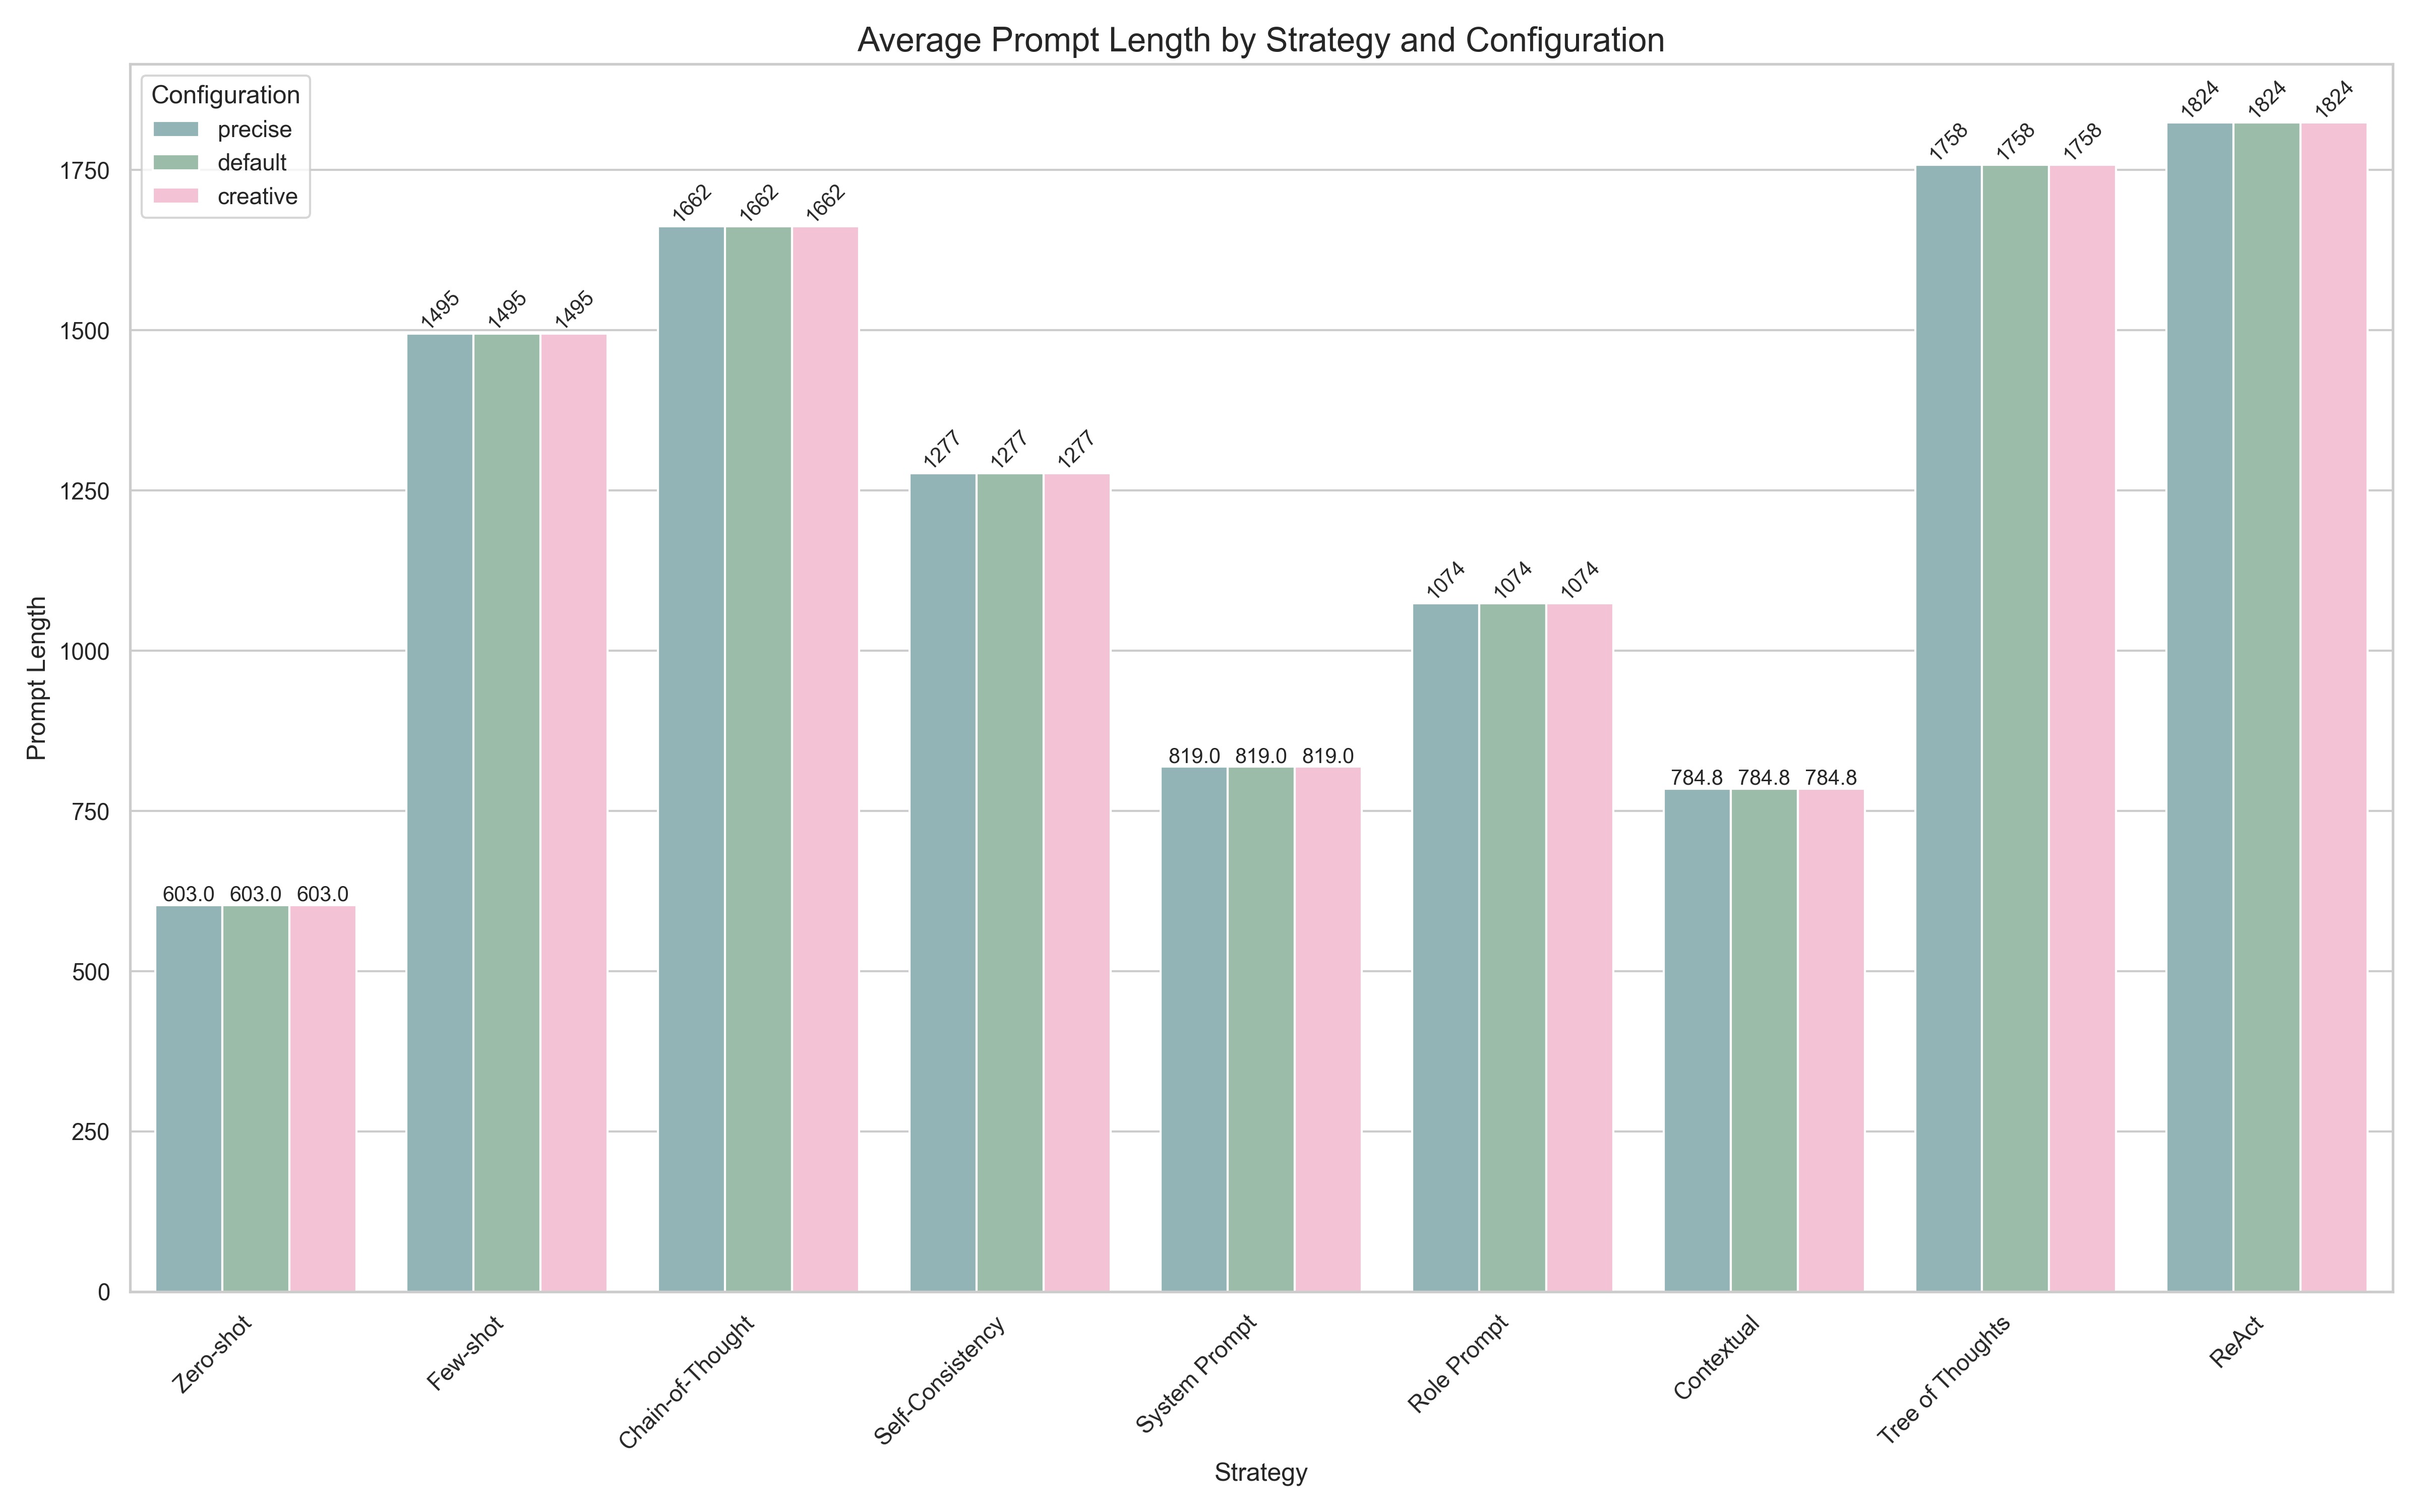 Average Prompt Length by Strategy and Configuration
Configuration
precise
default
creative
Prompt Length
1750
1500
1250
1000
750
500
250
0
603.0 603.0 603.0
1495 1495 1495
1662 1662 1662
1277 1277 1277
819.0 819.0 819.0
1074 1074 1074
784.8 784.8 784.8
1758 1758 1758
1824 1824 1824
Zero-shot
Few-shot
Chain-of-Thought
Self-Consistency
System Prompt
Role Prompt
Contextual
Tree of Thoughts
ReAct
Strategy